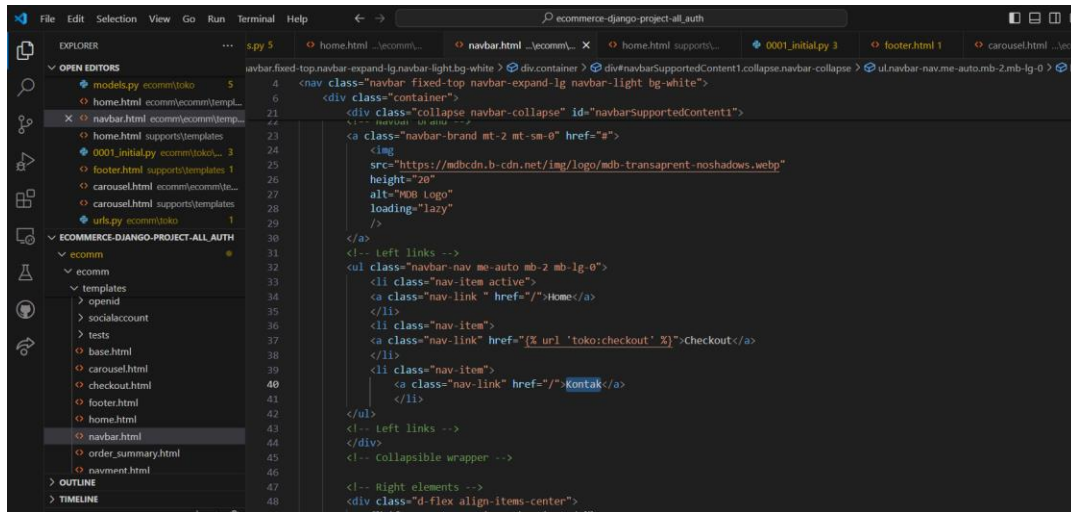 File Edit Selection View Go Run Terminal Help
ecommerce-django-project-all_auth
EXPLORER
s.py 5
home.html ...\ecomm\...
navbar.html ...\ecomm\...
home.html supports\...
0001_initial.py 3
footer.html 1
carousel.html
OPEN EDITORS
avbar.fixed-top.navbar-expand-lg.navbar-light.bg-white > div.container > div#navbarSupportedContent1.collapse.navbar-collapse > ul.navbar-nav.me-auto.mb-2.mb-lg-0 >
models.py ecomm\toko 5
home.html ecomm\ecomm\templ...
navbar.html ecomm\ecomm\temp...
home.html supports\templates
0001_initial.py ecomm\toko\... 3
footer.html supports\templates 1
carousel.html ecomm\ecomm\te...
carousel.html supports\templates
urls.py ecomm\toko 1
ECOMMERCE-DJANGO-PROJECT-ALL_AUTH
ecomm
ecomm
templates
openid
socialaccount
tests
base.html
carousel.html
checkout.html
footer.html
home.html
navbar.html
order_summary.html
payment.html
OUTLINE
TIMELINE
4 <nav class="navbar fixed-top navbar-expand-lg navbar-light bg-white">
6 <div class="container">
21 <div class="collapse navbar-collapse" id="navbarSupportedContent1">
22 <!-- Navbar brand -->
23 <a class="navbar-brand mt-2 mt-sm-0" href="#">
24 <img
25 src="https://mdbcdn.b-cdn.net/img/logo/mdb-transaprent-noshadows.webp"
26 height="20"
27 alt="MDB Logo"
28 loading="lazy"
29 />
30 </a>
31 <!-- Left links -->
32 <ul class="navbar-nav me-auto mb-2 mb-lg-0">
33 <li class="nav-item active">
34 <a class="nav-link " href="/">Home</a>
35 </li>
36 <li class="nav-item">
37 <a class="nav-link" href="{% url 'toko:checkout' %}">Checkout</a>
38 </li>
39 <li class="nav-item">
40 <a class="nav-link" href="/">Kontak</a>
41 </li>
42 </ul>
43 <!-- Left links -->
44 </div>
45 <!-- Collapsible wrapper -->
46
47 <!-- Right elements -->
48 <div class="d-flex align-items-center">